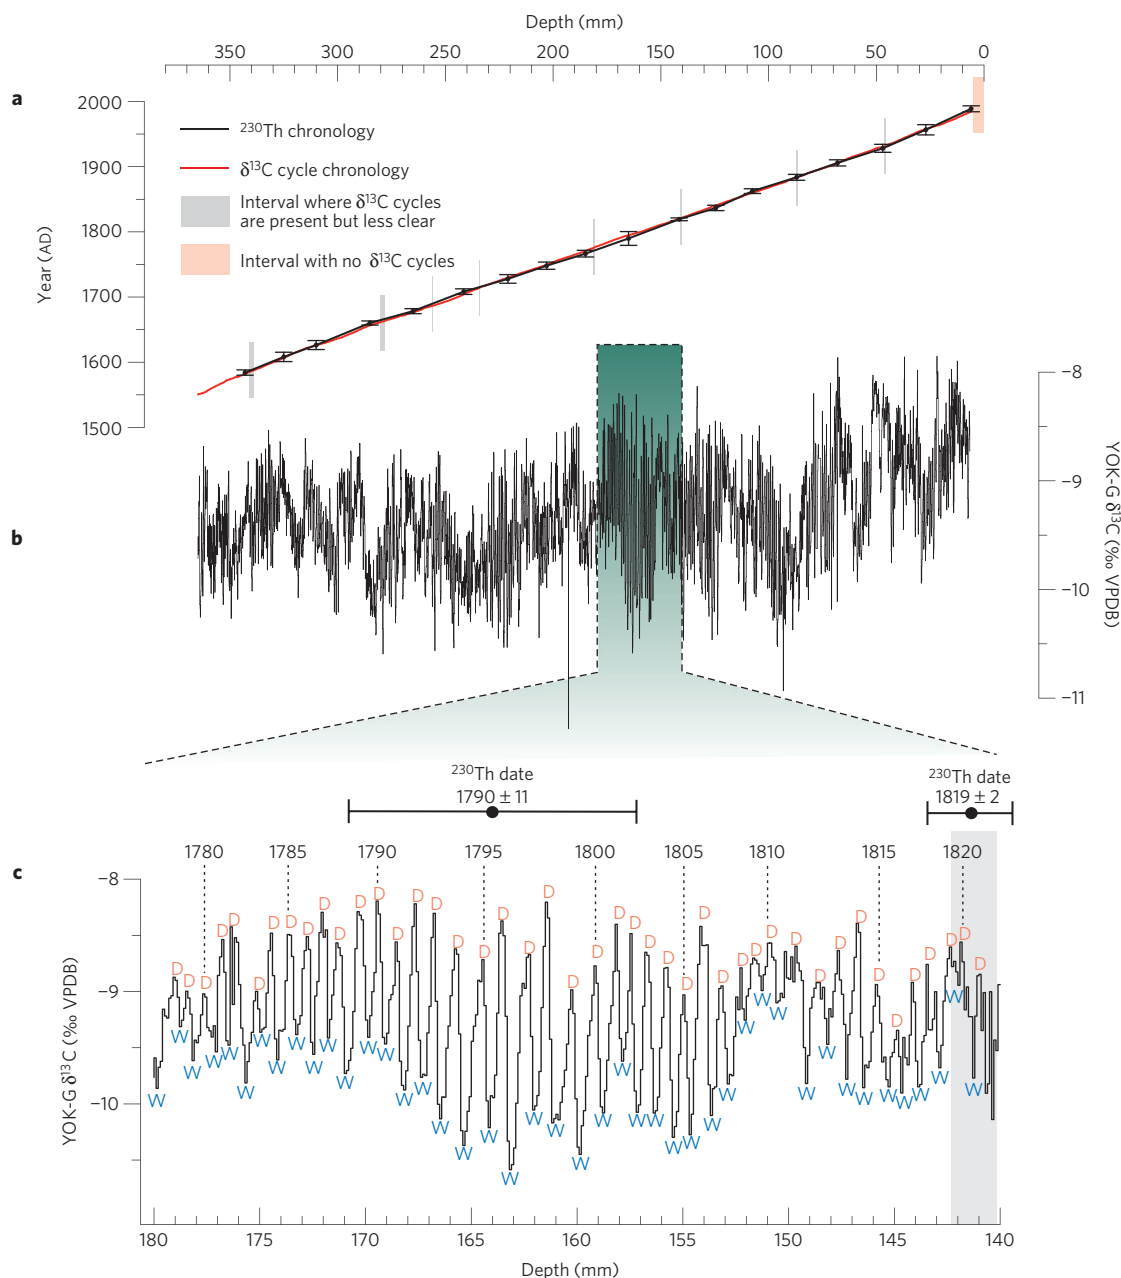 Depth (mm)
350 300 250 200 150 100 50 0
a
2000
1900
1800
1700
1600
1500
Year (AD)
²³⁰Th chronology
δ¹³C cycle chronology
Interval where δ¹³C cycles
are present but less clear
Interval with no δ¹³C cycles
b
−8
−9
−10
−11
YOK-G δ¹³C (‰ VPDB)
²³⁰Th date
1790 ± 11
²³⁰Th date
1819 ± 2
c
1780 1785 1790 1795 1800 1805 1810 1815 1820
−8
−9
−10
YOK-G δ¹³C (‰ VPDB)
D D D D D D D D D D D D D D D D D D D D D D D D D D D D D D D D D D D D D D D D D D D
W W W W W W W W W W W W W W W W W W W W W W W W W W W W W W W W W W W W W W W W
180 175 170 165 160 155 150 145 140
Depth (mm)